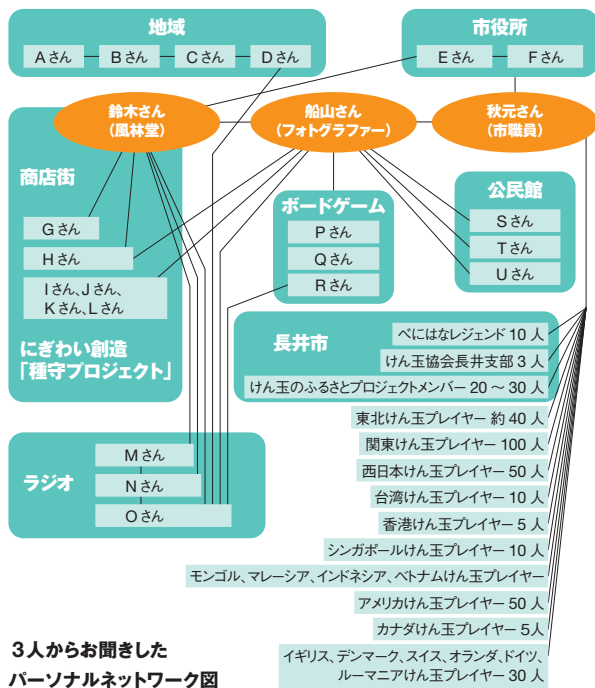 地域
Aさん
Bさん
Cさん
Dさん
市役所
Eさん
Fさん
鈴木さん
(風林堂)
船山さん
(フォトグラファー)
秋元さん
(市職員)
商店街
Gさん
Hさん
Iさん、Jさん、
Kさん、Lさん
にぎわい創造
「種守プロジェクト」
ボードゲーム
Pさん
Qさん
Rさん
公民館
Sさん
Tさん
Uさん
長井市
べにはなレジェンド 10 人
けん玉協会長井支部 3 人
けん玉のふるさとプロジェクトメンバー 20 ～ 30 人
東北けん玉プレイヤー 約 40 人
関東けん玉プレイヤー 100 人
西日本けん玉プレイヤー 50 人
台湾けん玉プレイヤー 10 人
香港けん玉プレイヤー 5 人
シンガポールけん玉プレイヤー 10 人
モンゴル、マレーシア、インドネシア、ベトナムけん玉プレイヤー
アメリカけん玉プレイヤー 50 人
カナダけん玉プレイヤー 5人
イギリス、デンマーク、スイス、オランダ、ドイツ、
ルーマニアけん玉プレイヤー 30 人
ラジオ
Mさん
Nさん
Oさん
3人からお聞きした
パーソナルネットワーク図